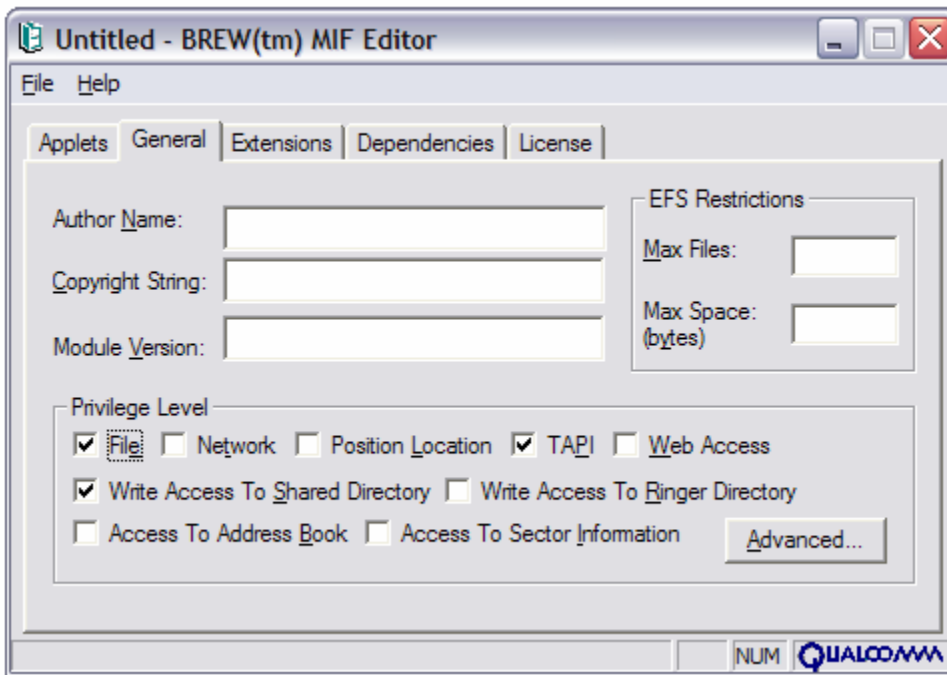 Untitled - BREW(tm) MIF Editor
File Help
Applets General Extensions Dependencies License
Author Name:
Copyright String:
Module Version:
EFS Restrictions
Max Files:
Max Space:
(bytes)
Privilege Level
File Network Position Location TAPI Web Access
Write Access To Shared Directory Write Access To Ringer Directory
Access To Address Book Access To Sector Information Advanced...
NUM QUALCOMM